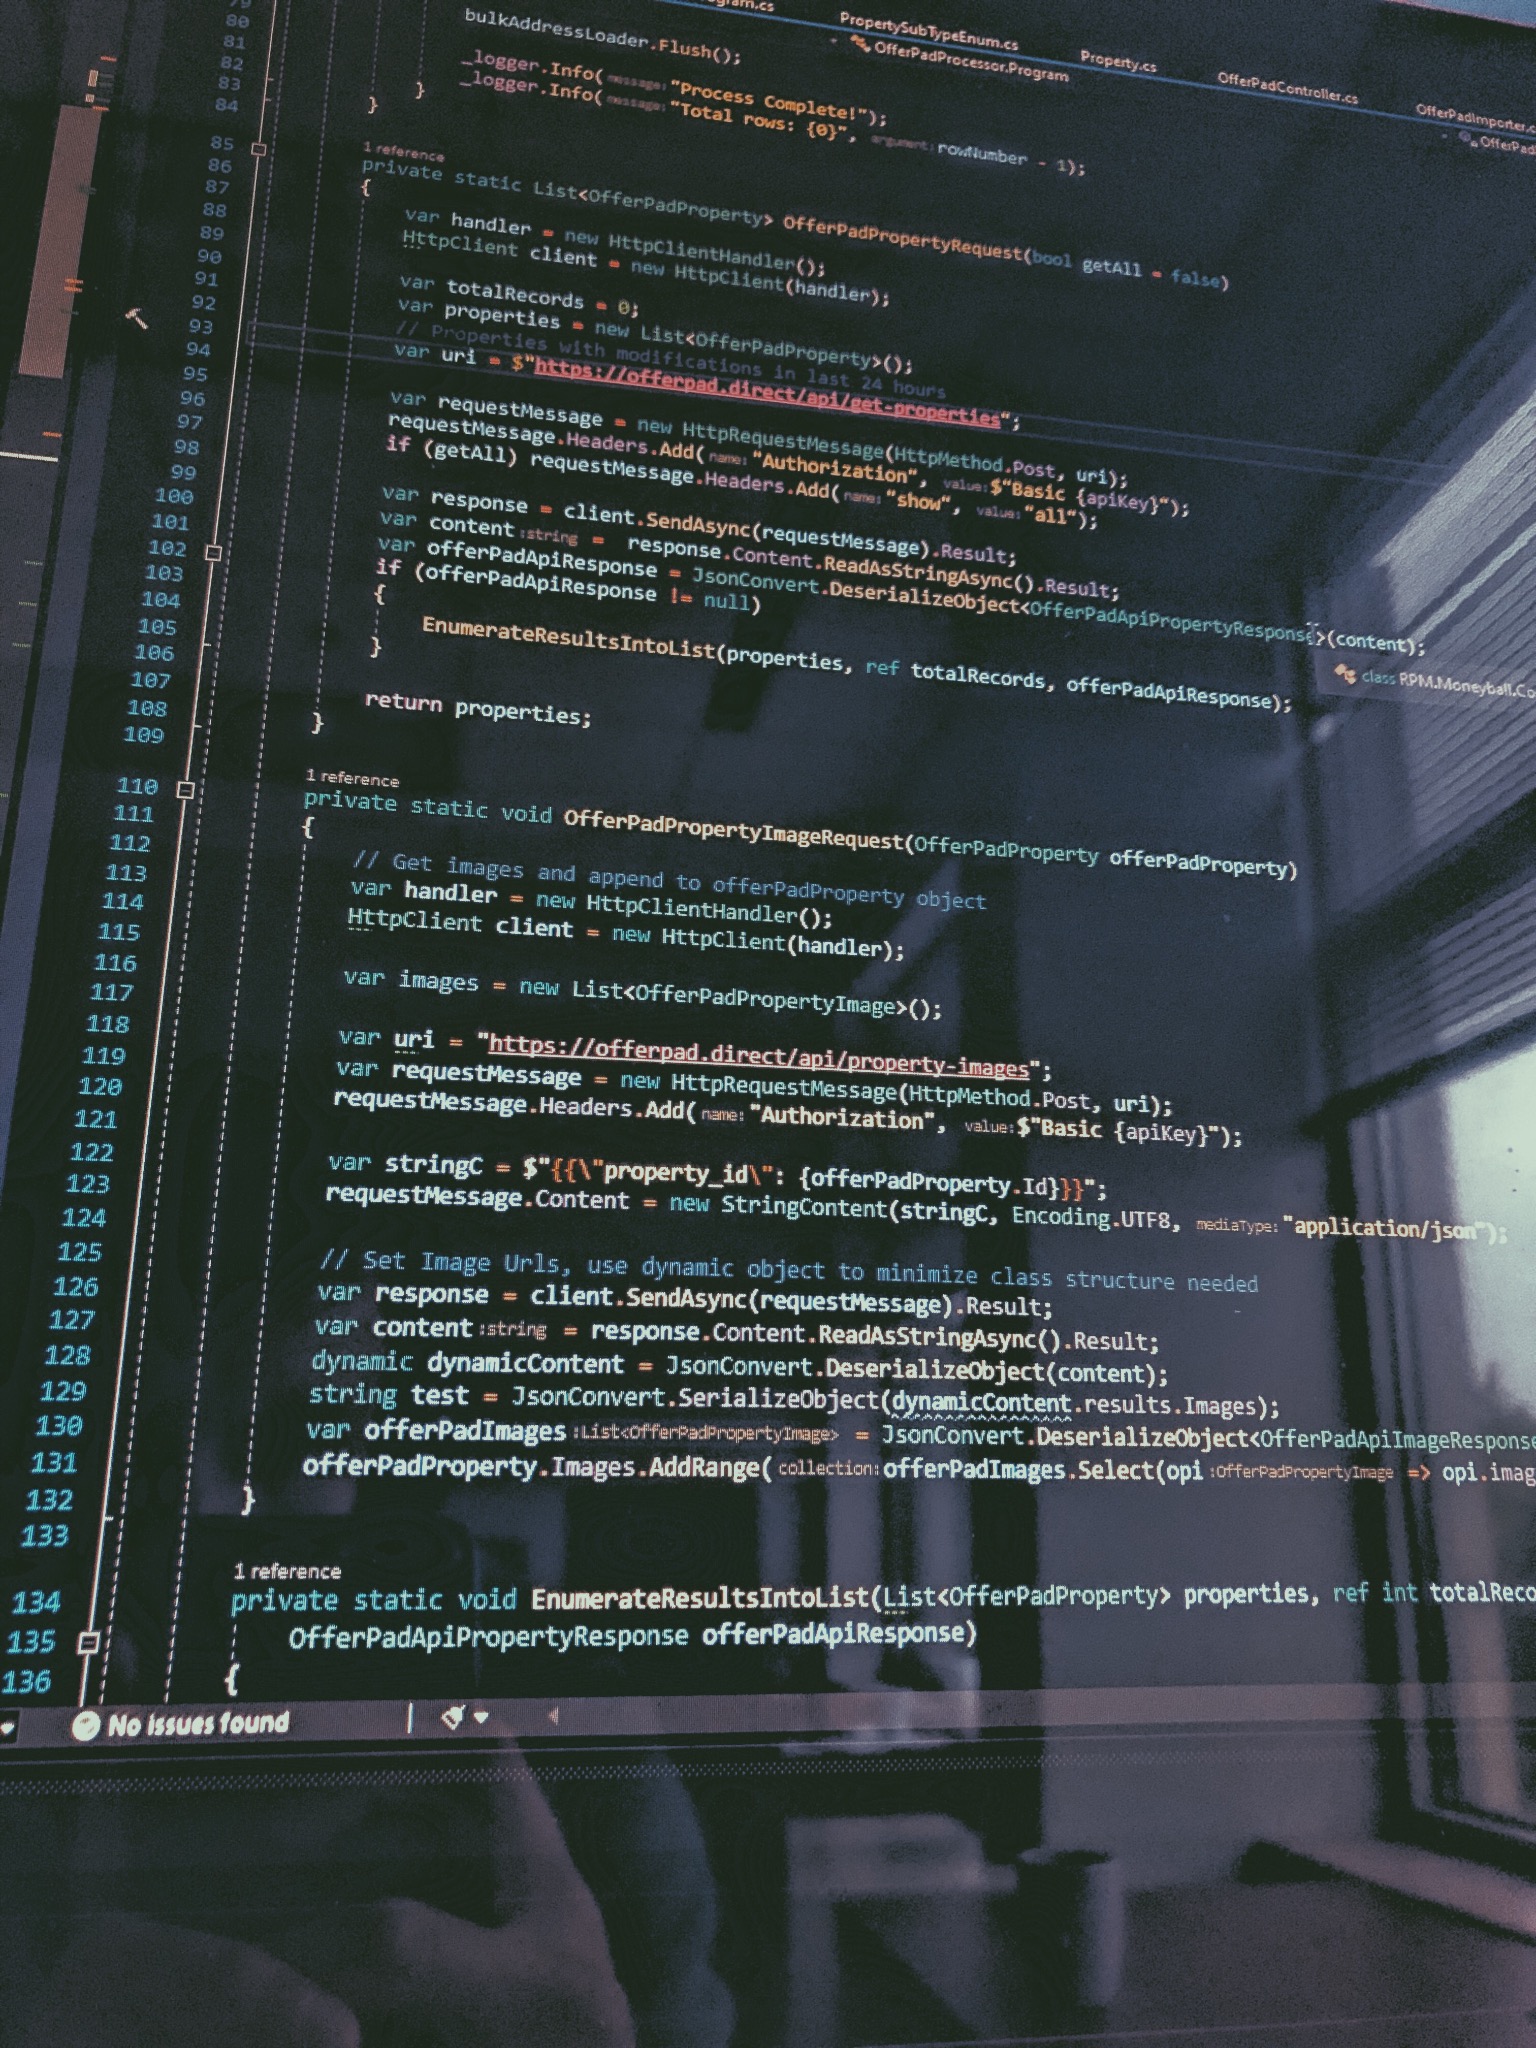 80
81
82
83
84
85
86
87
88
89
90
91
92
93
94
95
96
97
98
99
100
101
102
103
104
105
106
107
108
109
110
111
112
113
114
115
116
117
118
119
120
121
122
123
124
125
126
127
128
129
130
131
132
133
134
135
136
PropertySubTypeEnum.cs
Property.cs
OfferPadController.cs
OfferPadProcessor.Program
bulkAddressLoader.Flush();
_logger.Info(message: "Process Complete!");
_logger.Info(message: "Total rows: {0}", argument: rowNumber - 1);
}
}
1 reference
private static List<OfferPadProperty> OfferPadPropertyRequest(bool getAll = false)
{
var handler = new HttpClientHandler();
HttpClient client = new HttpClient(handler);
var totalRecords = 0;
var properties = new List<OfferPadProperty>();
// Properties with modifications in last 24 hours
var uri = $"https://offerpad.direct/api/get-properties";
var requestMessage = new HttpRequestMessage(HttpMethod.Post, uri);
requestMessage.Headers.Add(name: "Authorization", value: $"Basic {apiKey}");
if (getAll) requestMessage.Headers.Add(name: "show", value: "all");
var response = client.SendAsync(requestMessage).Result;
var content :string = response.Content.ReadAsStringAsync().Result;
var offerPadApiResponse = JsonConvert.DeserializeObject<OfferPadApiPropertyResponse>(content);
if (offerPadApiResponse != null)
{
EnumerateResultsIntoList(properties, ref totalRecords, offerPadApiResponse);
}
class RPM.Moneyball.Co
return properties;
}
1 reference
private static void OfferPadPropertyImageRequest(OfferPadProperty offerPadProperty)
{
// Get images and append to offerPadProperty object
var handler = new HttpClientHandler();
HttpClient client = new HttpClient(handler);
var images = new List<OfferPadPropertyImage>();
var uri = "https://offerpad.direct/api/property-images";
var requestMessage = new HttpRequestMessage(HttpMethod.Post, uri);
requestMessage.Headers.Add(name: "Authorization", value: $"Basic {apiKey}");
var stringC = $"{{\"property_id\": {offerPadProperty.Id}}}";
requestMessage.Content = new StringContent(stringC, Encoding.UTF8, mediaType: "application/json");
// Set Image Urls, use dynamic object to minimize class structure needed
var response = client.SendAsync(requestMessage).Result;
var content :string = response.Content.ReadAsStringAsync().Result;
dynamic dynamicContent = JsonConvert.DeserializeObject(content);
string test = JsonConvert.SerializeObject(dynamicContent.results.Images);
var offerPadImages :List<OfferPadPropertyImage> = JsonConvert.DeserializeObject<OfferPadApiImageResponse
offerPadProperty.Images.AddRange(collection: offerPadImages.Select(opi :OfferPadPropertyImage => opi.imag
}
1 reference
private static void EnumerateResultsIntoList(List<OfferPadProperty> properties, ref int totalReco
OfferPadApiPropertyResponse offerPadApiResponse)
{
No issues found